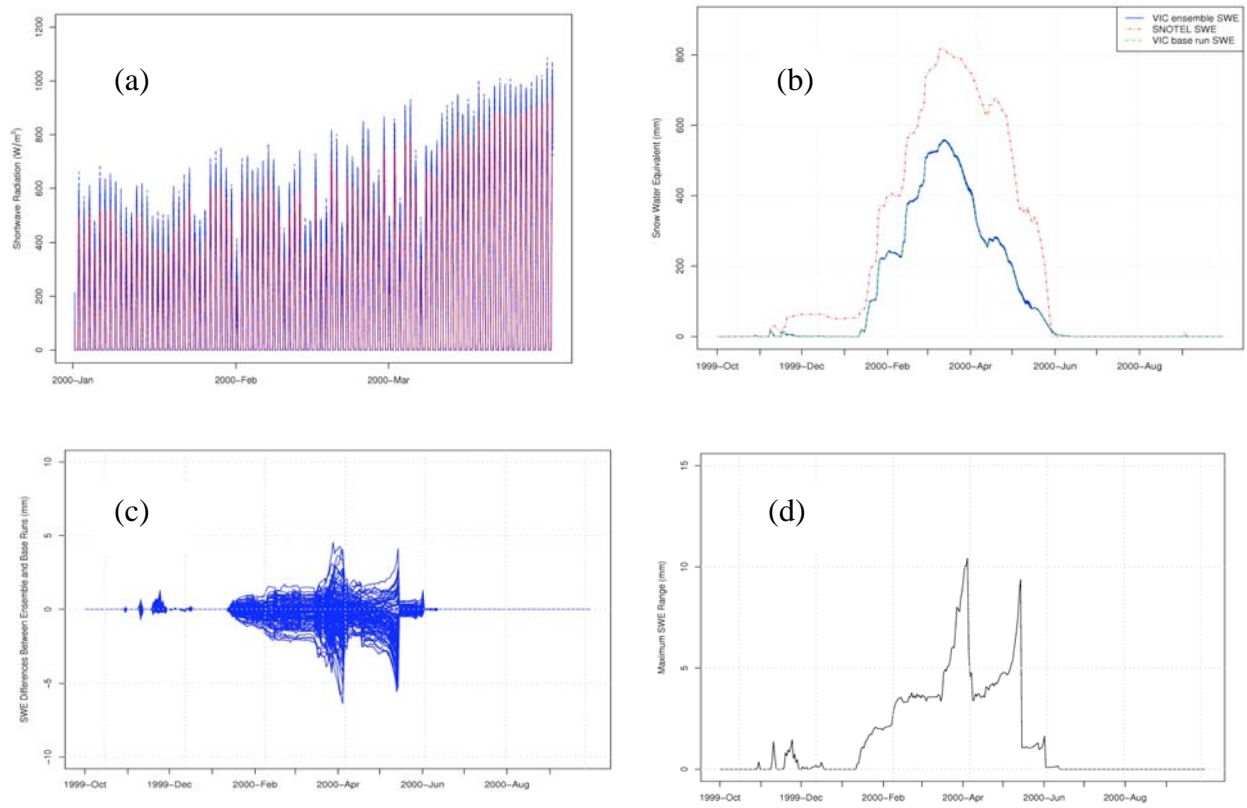 (a)
Shortwave Radiation (W/m²)
1200
1000
800
600
400
200
0
2000-Jan
2000-Feb
2000-Mar
(b)
VIC ensemble SWE
SNOTEL SWE
VIC base run SWE
Snow Water Equivalent (mm)
800
600
400
200
0
1999-Oct
1999-Dec
2000-Feb
2000-Apr
2000-Jun
2000-Aug
(c)
SWE Differences Between Ensemble and Base Runs (mm)
10
5
0
-5
-10
1999-Oct
1999-Dec
2000-Feb
2000-Apr
2000-Jun
2000-Aug
(d)
Maximum SWE Range (mm)
15
10
5
0
1999-Oct
1999-Dec
2000-Feb
2000-Apr
2000-Jun
2000-Aug